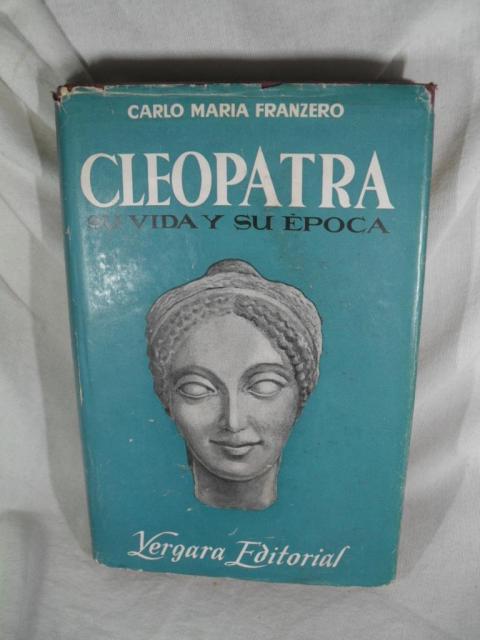 CARLO MARIA FRANZERO
CLEOPATRA
SU VIDA Y SU ÉPOCA
Vergara Editorial